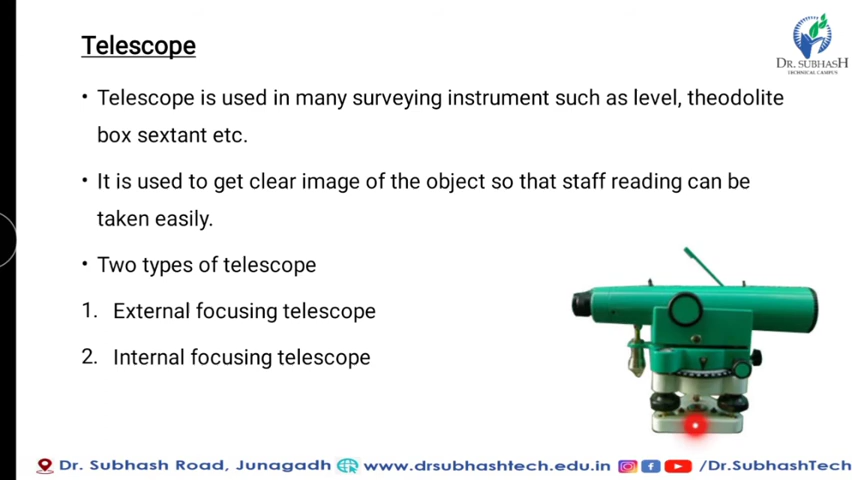 Telescope
DR. SUBHASH
TECHNICAL CAMPUS
• Telescope is used in many surveying instrument such as level, theodolite
box sextant etc.
• It is used to get clear image of the object so that staff reading can be
taken easily.
• Two types of telescope
1. External focusing telescope
2. Internal focusing telescope
Dr. Subhash Road, Junagadh www.drsubhashtech.edu.in /Dr.SubhashTech